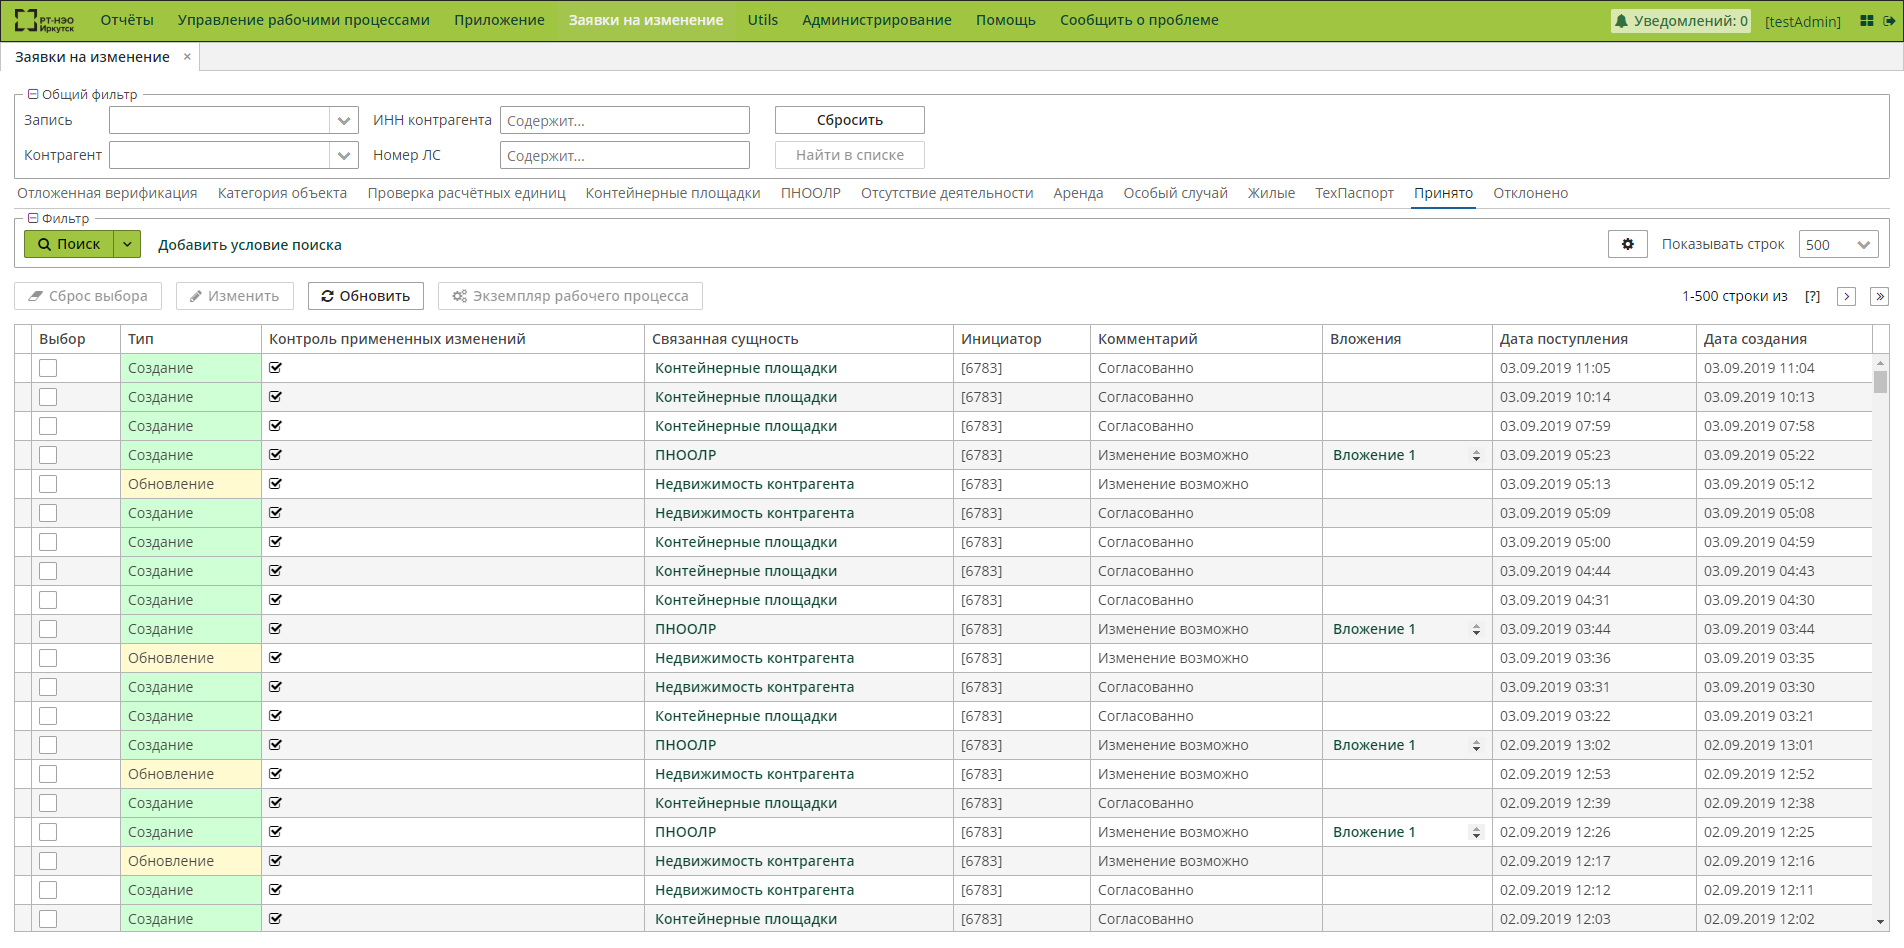 РТ-НЭО Иркутск Отчёты Управление рабочими процессами Приложение Заявки на изменение Utils Администрирование Помощь Сообщить о проблеме Уведомлений: 0 [testAdmin]
Заявки на изменение ×
Общий фильтр
Запись ИНН контрагента Содержит... Сбросить
Контрагент Номер ЛС Содержит... Найти в списке
Отложенная верификация Категория объекта Проверка расчётных единиц Контейнерные площадки ПНООЛР Отсутствие деятельности Аренда Особый случай Жилые ТехПаспорт Принято Отклонено
Фильтр
Поиск Добавить условие поиска Показывать строк 500
Сброс выбора Изменить Обновить Экземпляр рабочего процесса 1-500 строки из [?]
Выбор Тип Контроль примененных изменений Связанная сущность Инициатор Комментарий Вложения Дата поступления Дата создания
Создание Контейнерные площадки [6783] Согласованно 03.09.2019 11:05 03.09.2019 11:04
Создание Контейнерные площадки [6783] Согласованно 03.09.2019 10:14 03.09.2019 10:13
Создание Контейнерные площадки [6783] Согласованно 03.09.2019 07:59 03.09.2019 07:58
Создание ПНООЛР [6783] Изменение возможно Вложение 1 03.09.2019 05:23 03.09.2019 05:22
Обновление Недвижимость контрагента [6783] Изменение возможно 03.09.2019 05:13 03.09.2019 05:12
Создание Недвижимость контрагента [6783] Согласованно 03.09.2019 05:09 03.09.2019 05:08
Создание Контейнерные площадки [6783] Согласованно 03.09.2019 05:00 03.09.2019 04:59
Создание Контейнерные площадки [6783] Согласованно 03.09.2019 04:44 03.09.2019 04:43
Создание Контейнерные площадки [6783] Согласованно 03.09.2019 04:31 03.09.2019 04:30
Создание ПНООЛР [6783] Изменение возможно Вложение 1 03.09.2019 03:44 03.09.2019 03:44
Обновление Недвижимость контрагента [6783] Изменение возможно 03.09.2019 03:36 03.09.2019 03:35
Создание Недвижимость контрагента [6783] Согласованно 03.09.2019 03:31 03.09.2019 03:30
Создание Контейнерные площадки [6783] Согласованно 03.09.2019 03:22 03.09.2019 03:21
Создание ПНООЛР [6783] Изменение возможно Вложение 1 02.09.2019 13:02 02.09.2019 13:01
Обновление Недвижимость контрагента [6783] Изменение возможно 02.09.2019 12:53 02.09.2019 12:52
Создание Контейнерные площадки [6783] Согласованно 02.09.2019 12:39 02.09.2019 12:38
Создание ПНООЛР [6783] Изменение возможно Вложение 1 02.09.2019 12:26 02.09.2019 12:25
Обновление Недвижимость контрагента [6783] Изменение возможно 02.09.2019 12:17 02.09.2019 12:16
Создание Недвижимость контрагента [6783] Согласованно 02.09.2019 12:12 02.09.2019 12:11
Создание Контейнерные площадки [6783] Согласованно 02.09.2019 12:03 02.09.2019 12:02